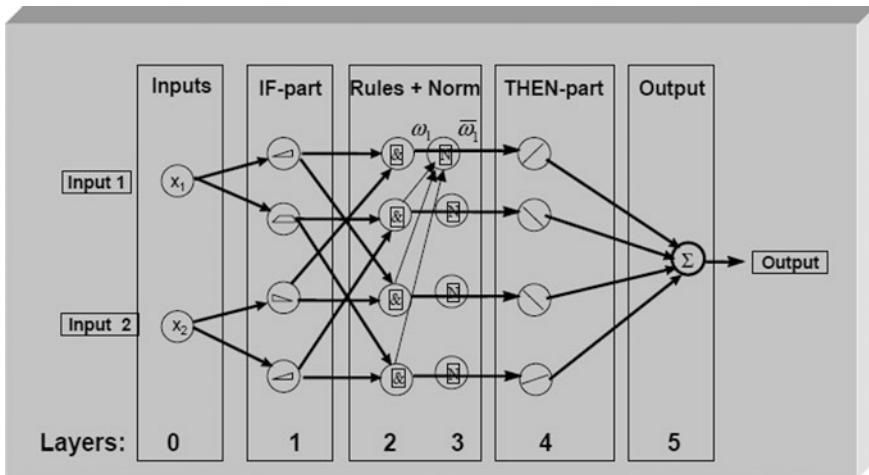 Inputs IF-part Rules + Norm THEN-part Output
ω₁ ω̅₁
& N
Input 1 x₁
& N
Σ Output
& N
Input 2 x₂
& N
Layers: 0 1 2 3 4 5